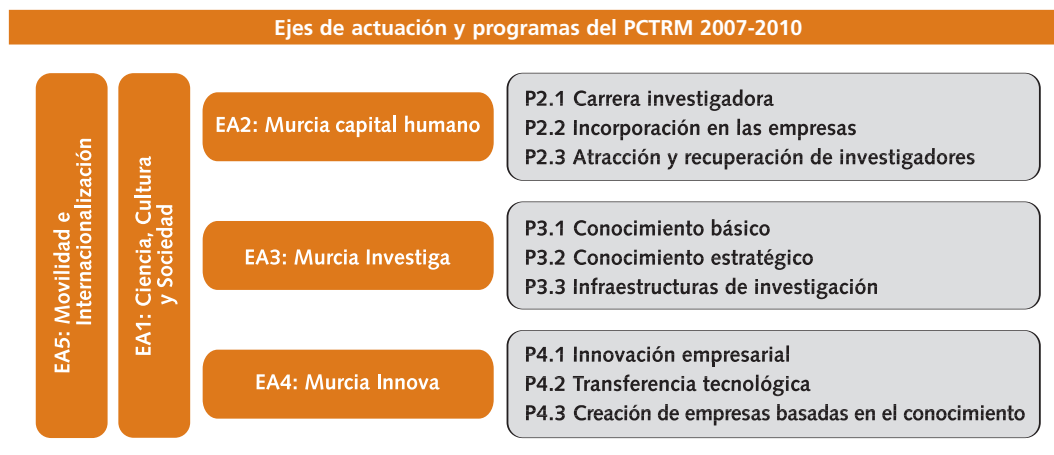 Ejes de actuación y programas del PCTRM 2007-2010
EA5: Movilidad e
Internacionalización
EA1: Ciencia, Cultura
y Sociedad
EA2: Murcia capital humano
P2.1 Carrera investigadora
P2.2 Incorporación en las empresas
P2.3 Atracción y recuperación de investigadores
EA3: Murcia Investiga
P3.1 Conocimiento básico
P3.2 Conocimiento estratégico
P3.3 Infraestructuras de investigación
EA4: Murcia Innova
P4.1 Innovación empresarial
P4.2 Transferencia tecnológica
P4.3 Creación de empresas basadas en el conocimiento